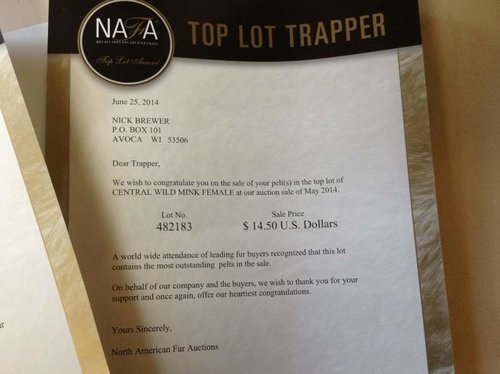 NAFA
TOP LOT TRAPPER
Top Lot Award
June 25, 2014
NICK BREWER
P.O. BOX 101
AVOCA WI 53506
Dear Trapper,
We wish to congratulate you on the sale of your pelt(s) in the top lot of
CENTRAL WILD MINK FEMALE at our auction sale of May 2014.
Lot No. Sale Price
482183 $ 14.50 U.S. Dollars
A world wide attendance of leading fur buyers recognized that this lot
contains the most outstanding pelts in the sale.
On behalf of our company and the buyers, we wish to thank you for your
support and once again, offer our heartiest congratulations.
Yours Sincerely,
North American Fur Auctions